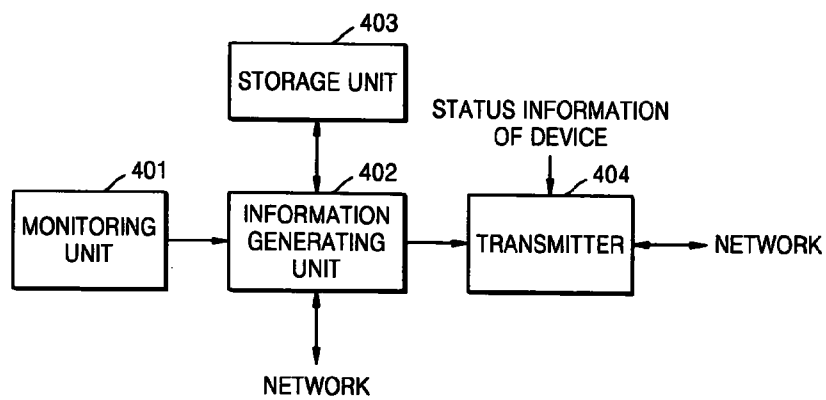 403
STORAGE UNIT
STATUS INFORMATION
OF DEVICE
401
MONITORING
UNIT
402
INFORMATION
GENERATING
UNIT
404
TRANSMITTER
NETWORK
NETWORK